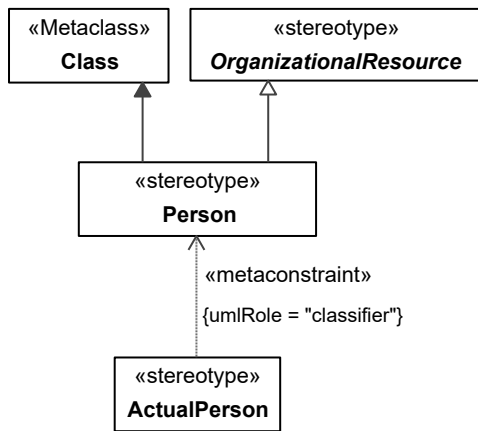 «Metaclass»
Class
«stereotype»
OrganizationalResource
«stereotype»
Person
«metaconstraint»
{umlRole = "classifier"}
«stereotype»
ActualPerson